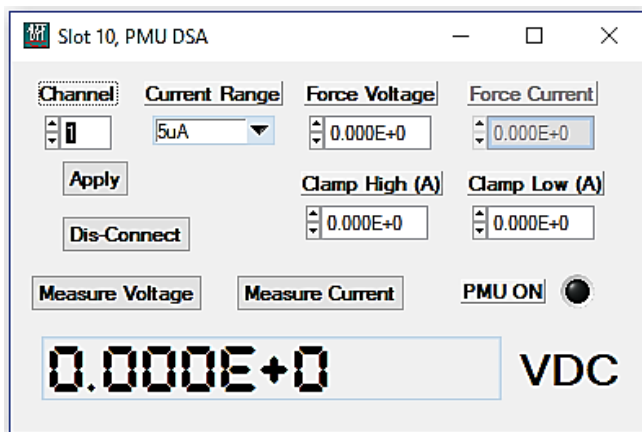 Slot 10, PMU DSA
Channel Current Range Force Voltage Force Current
1 5uA 0.000E+0 0.000E+0
Apply Clamp High (A) Clamp Low (A)
0.000E+0 0.000E+0
Dis-Connect
Measure Voltage Measure Current PMU ON
0.000E+0 VDC